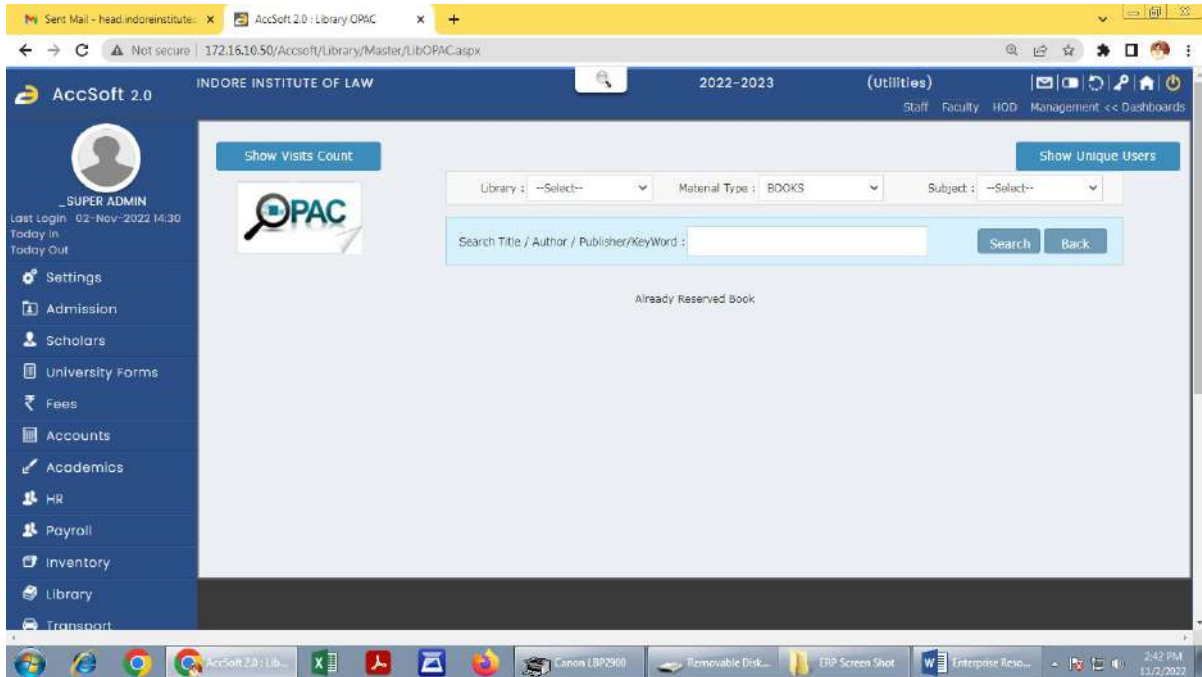 Sent Mail - head.indoreinstitute
AccSoft 2.0 : Library OPAC
Not secure | 172.16.10.50/Accsoft/Library/Master/LibOPAC.aspx
AccSoft 2.0
INDORE INSTITUTE OF LAW
2022-2023
(Utilities)
Staff Faculty HOD Management << Dashboards
_SUPER ADMIN
Last Login 02-Nov-2022 14:30
Today In
Today Out
Settings
Admission
Scholars
University Forms
Fees
Accounts
Academics
HR
Payroll
Inventory
Library
Transport
Show Visits Count
Show Unique Users
OPAC
Library : --Select-- Material Type : BOOKS Subject : --Select--
Search Title / Author / Publisher/KeyWord : Search Back
Already Reserved Book
AccSoft 2.0 : Lib...
Canon LBP2900
Removable Disk...
ERP Screen Shot
Enterprise Reso...
2:42 PM
11/2/2022